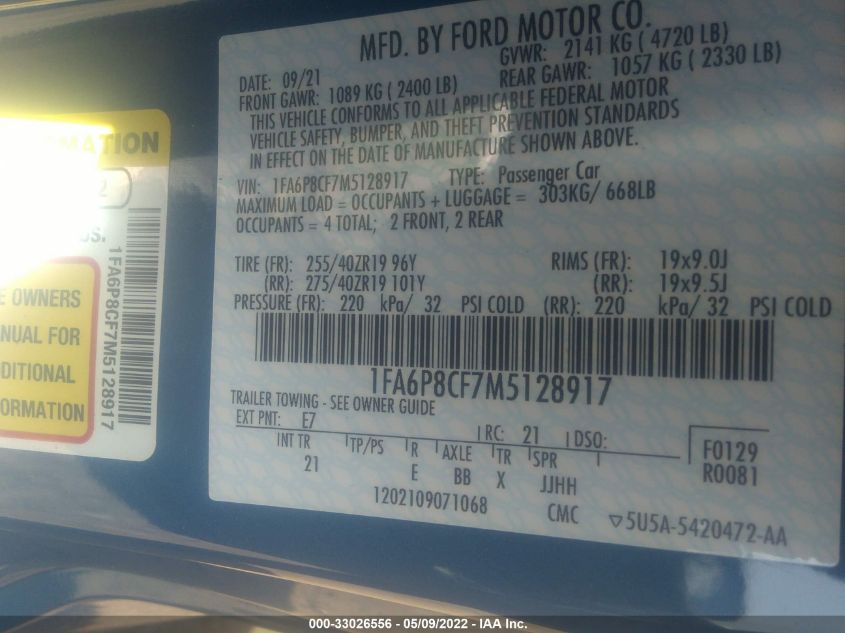 MFD. BY FORD MOTOR CO.
DATE: 09/21
GVWR: 2141 KG ( 4720 LB)
FRONT GAWR: 1089 KG ( 2400 LB)
REAR GAWR: 1057 KG ( 2330 LB)
THIS VEHICLE CONFORMS TO ALL APPLICABLE FEDERAL MOTOR
VEHICLE SAFETY, BUMPER, AND THEFT PREVENTION STANDARDS
IN EFFECT ON THE DATE OF MANUFACTURE SHOWN ABOVE.
VIN: 1FA6P8CF7M5128917 TYPE: Passenger Car
MAXIMUM LOAD = OCCUPANTS + LUGGAGE = 303KG/ 668LB
OCCUPANTS = 4 TOTAL; 2 FRONT, 2 REAR
TIRE (FR): 255/40ZR19 96Y RIMS (FR): 19x9.0J
(RR): 275/40ZR19 101Y (RR): 19x9.5J
PRESSURE (FR): 220 kPa/ 32 PSI COLD (RR): 220 kPa/ 32 PSI COLD
1FA6P8CF7M5128917
TRAILER TOWING - SEE OWNER GUIDE
EXT PNT: E7 RC: 21 DSO:
INT TR TP/PS R AXLE TR SPR
21 E BB X JJHH
F0129
R0081
1202109071068 CMC ▽5U5A-5420472-AA
2
1FA6P8CF7M5128917
OWNERS
FOR
000-33026556 - 05/09/2022 - IAA Inc.